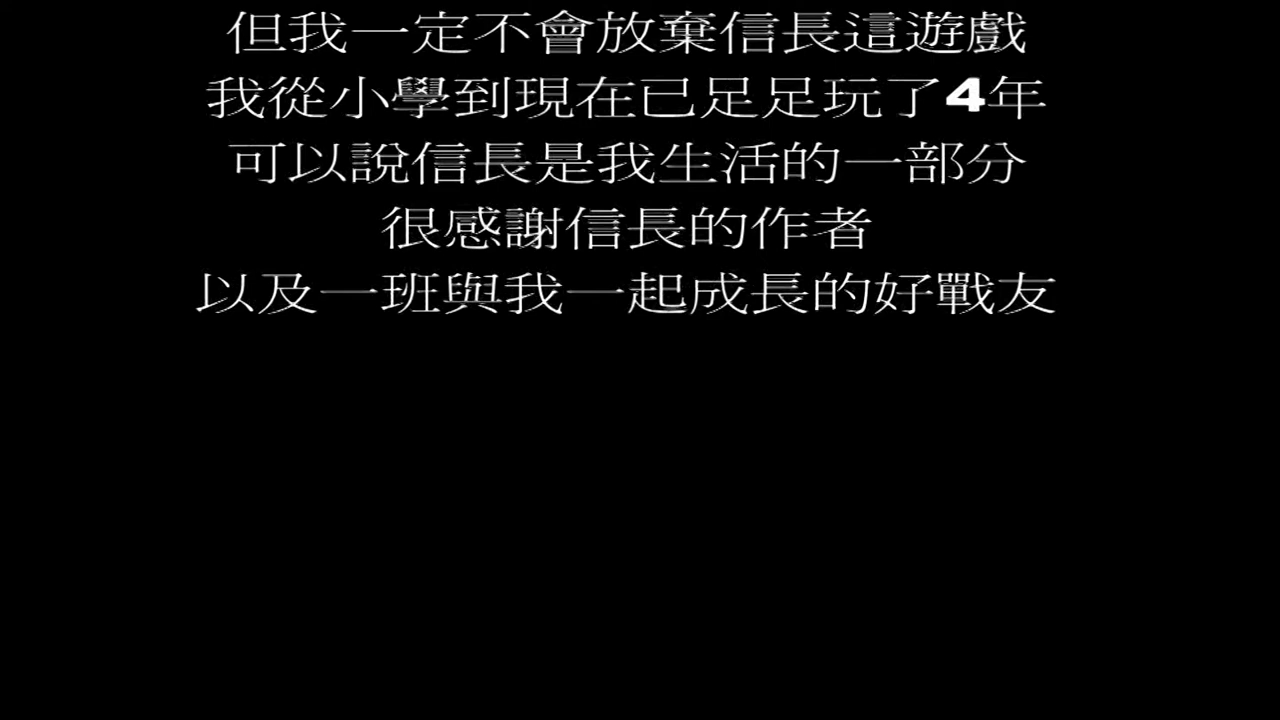 但我一定不會放棄信長這遊戲
我從小學到現在已足足玩了4年
可以說信長是我生活的一部分
很感謝信長的作者
以及一班與我一起成長的好戰友